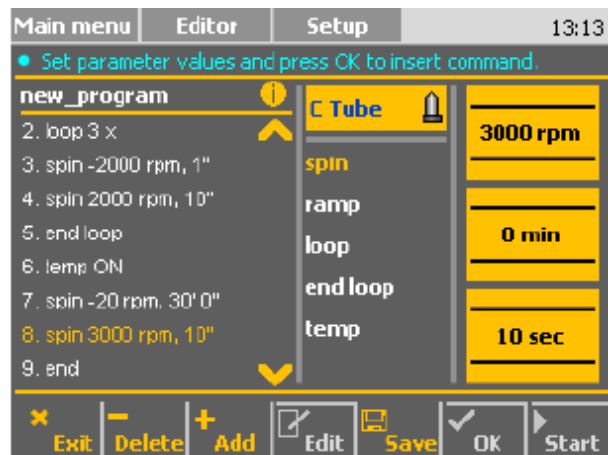 Main menu Editor Setup 13:13
Set parameter values and press OK to insert command.
new_program
2. loop 3 x
3. spin -2000 rpm, 1"
4. spin 2000 rpm, 10"
5. end loop
6. temp ON
7. spin -20 rpm, 30' 0"
8. spin 3000 rpm, 10"
9. end
C Tube
spin
ramp
loop
end loop
temp
3000 rpm
0 min
10 sec
Exit Delete Add Edit Save OK Start